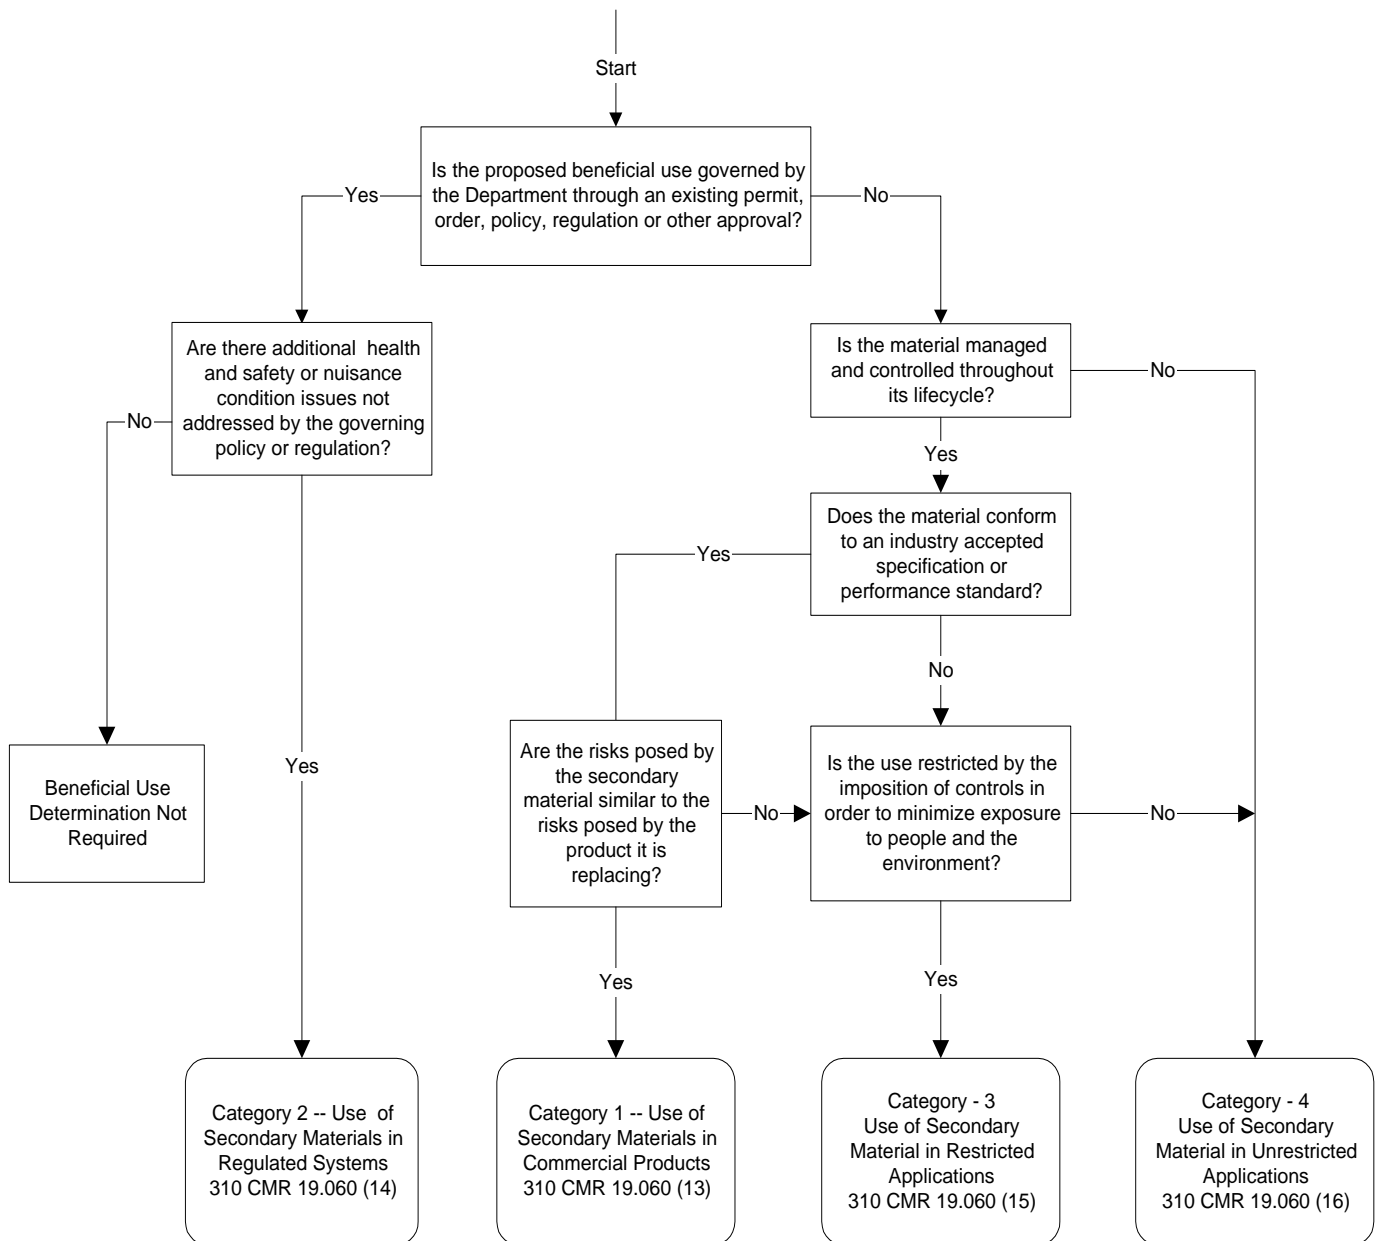 Start
Is the proposed beneficial use governed by
the Department through an existing permit,
order, policy, regulation or other approval?
Yes
No
Are there additional health
and safety or nuisance
condition issues not
addressed by the governing
policy or regulation?
Is the material managed
and controlled throughout
its lifecycle?
No
No
Yes
Does the material conform
to an industry accepted
specification or
performance standard?
Yes
No
Beneficial Use
Determination Not
Required
Yes
Are the risks posed by
the secondary
material similar to the
risks posed by the
product it is
replacing?
No
Is the use restricted by the
imposition of controls in
order to minimize exposure
to people and the
environment?
No
Yes
Yes
Category 2 -- Use of
Secondary Materials in
Regulated Systems
310 CMR 19.060 (14)
Category 1 -- Use of
Secondary Materials in
Commercial Products
310 CMR 19.060 (13)
Category - 3
Use of Secondary
Material in Restricted
Applications
310 CMR 19.060 (15)
Category - 4
Use of Secondary
Material in Unrestricted
Applications
310 CMR 19.060 (16)